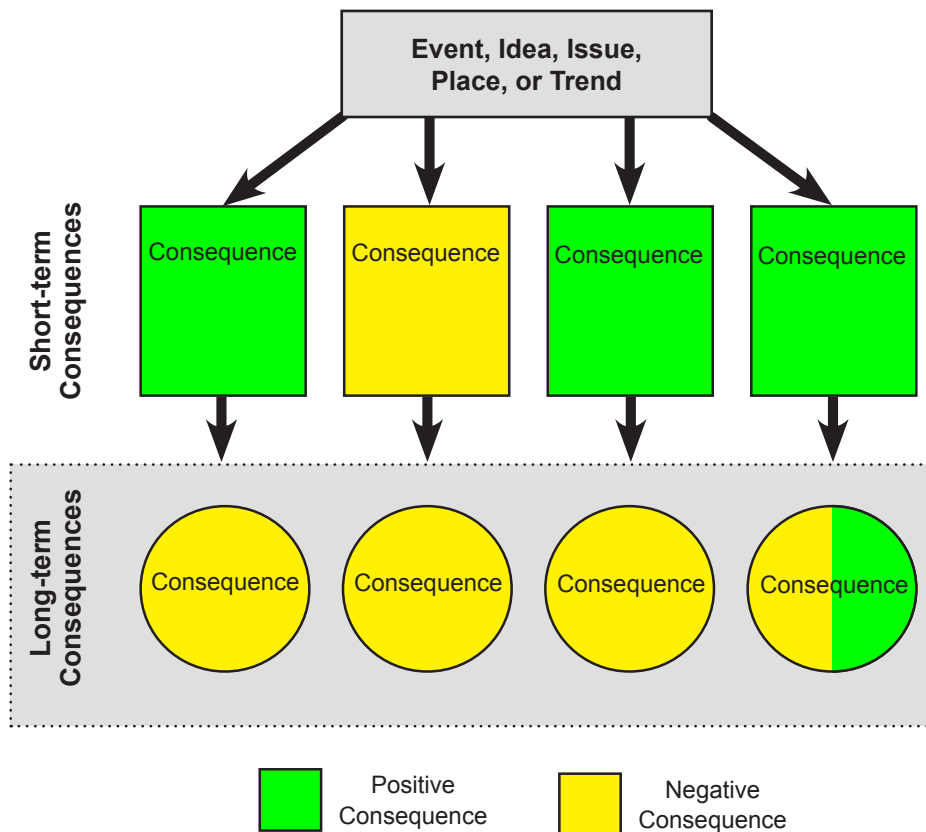 Event, Idea, Issue,
Place, or Trend
Short-term
Consequences
Consequence
Consequence
Consequence
Consequence
Long-term
Consequences
Consequence
Consequence
Consequence
Consequence
Positive
Consequence
Negative
Consequence